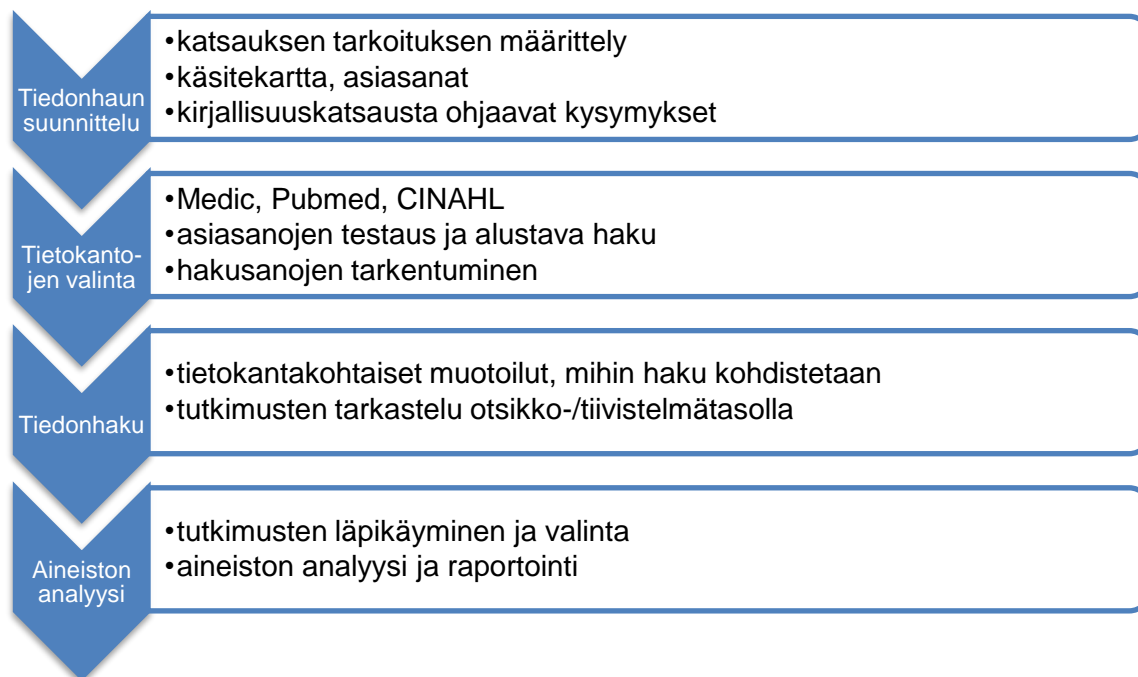 Tiedonhaun
suunnittelu
•katsauksen tarkoituksen määrittely
•käsitekartta, asiasanat
•kirjallisuuskatsausta ohjaavat kysymykset
Tietokanto-
jen valinta
•Medic, Pubmed, CINAHL
•asiasanojen testaus ja alustava haku
•hakusanojen tarkentuminen
Tiedonhaku
•tietokantakohtaiset muotoilut, mihin haku kohdistetaan
•tutkimusten tarkastelu otsikko-/tiivistelmätasolla
Aineiston
analyysi
•tutkimusten läpikäyminen ja valinta
•aineiston analyysi ja raportointi